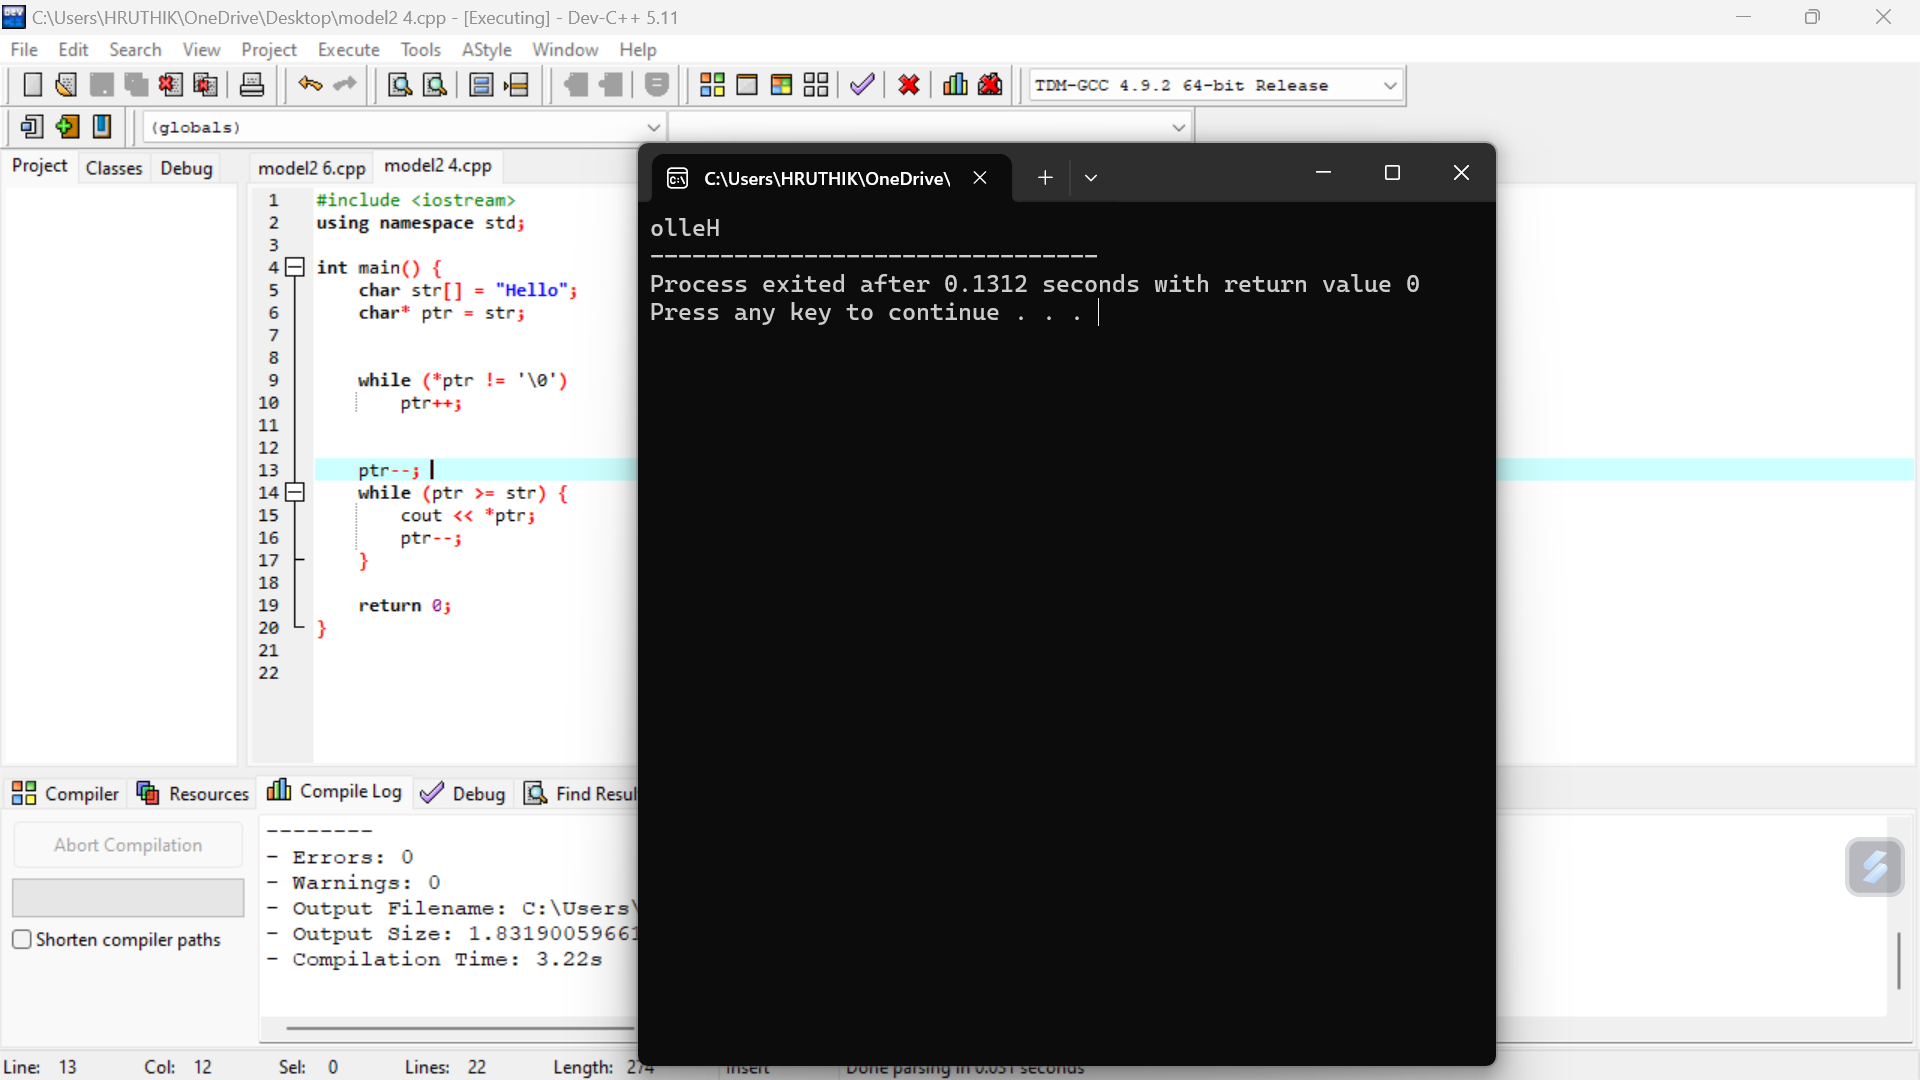 C:\Users\HRUTHIK\OneDrive\Desktop\model2 4.cpp - [Executing] - Dev-C++ 5.11
File Edit Search View Project Execute Tools AStyle Window Help
TDM-GCC 4.9.2 64-bit Release
(globals)
Project Classes Debug
model2 6.cpp model2 4.cpp
1 #include <iostream>
2 using namespace std;
3
4 int main() {
5 char str[] = "Hello";
6 char* ptr = str;
7
8
9 while (*ptr != '\0')
10 ptr++;
11
12
13 ptr--;
14 while (ptr >= str) {
15 cout << *ptr;
16 ptr--;
17 }
18
19 return 0;
20 }
21
22
C:\Users\HRUTHIK\OneDrive\
olleH
--------------------------------
Process exited after 0.1312 seconds with return value 0
Press any key to continue . . .
Compiler Resources Compile Log Debug Find Resul
Abort Compilation
Shorten compiler paths
--------
- Errors: 0
- Warnings: 0
- Output Filename: C:\Users\
- Output Size: 1.83190059661
- Compilation Time: 3.22s
Line: 13 Col: 12 Sel: 0 Lines: 22 Length: 274 Insert Done parsing in 0.031 seconds